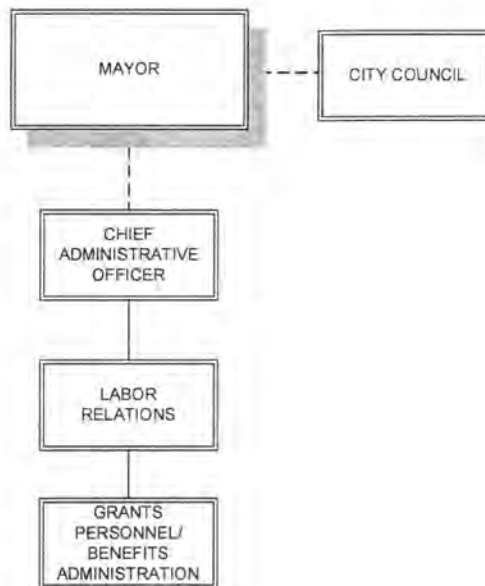 MAYOR
CITY COUNCIL
CHIEF
ADMINISTRATIVE
OFFICER
LABOR
RELATIONS
GRANTS
PERSONNEL/
BENEFITS
ADMINISTRATION